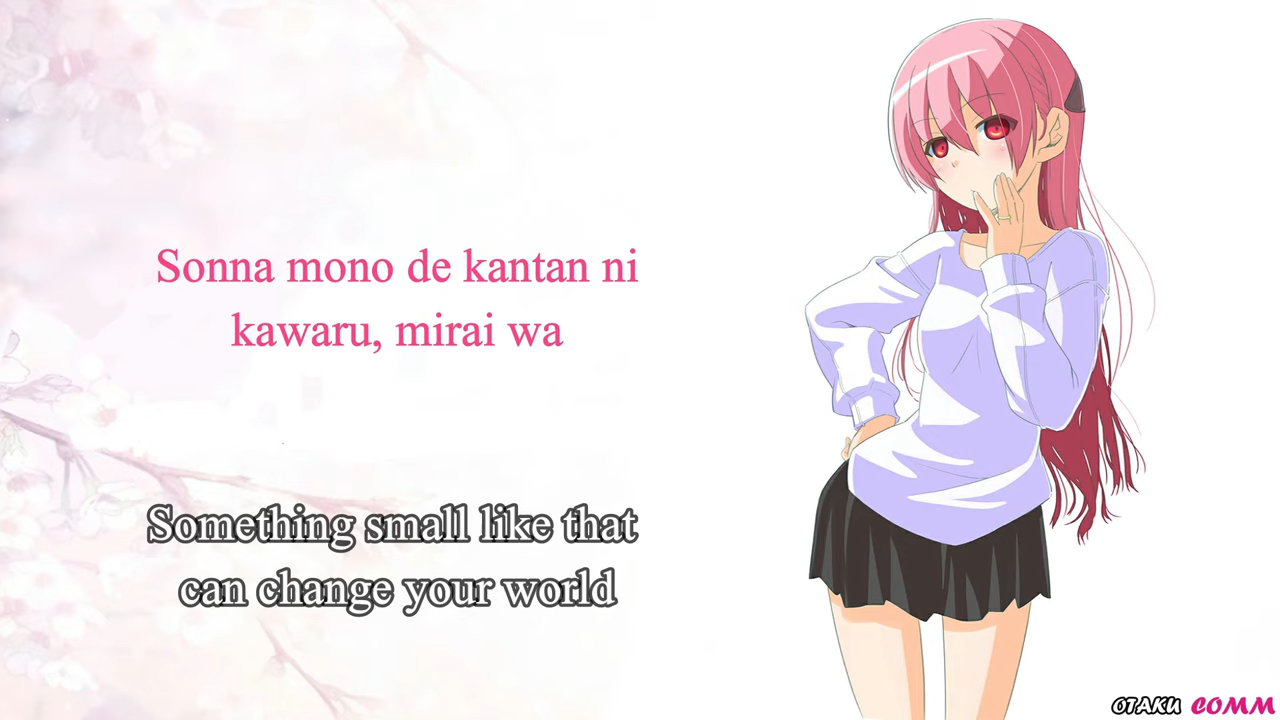 Sonna mono de kantan ni
kawaru, mirai wa
Something small like that
can change your world
OTAKU COMM